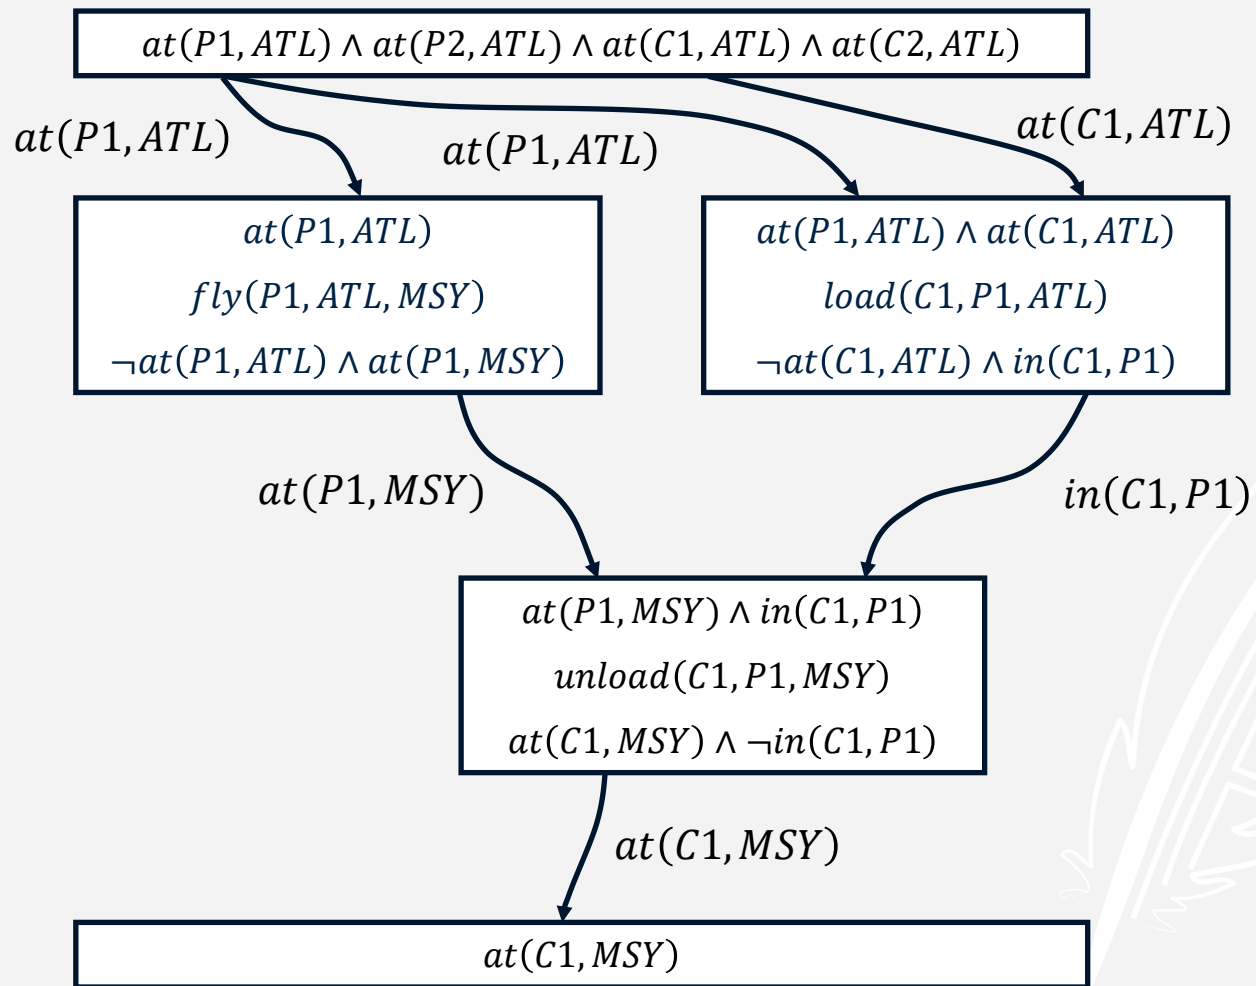 at(P1, ATL) ∧ at(P2, ATL) ∧ at(C1, ATL) ∧ at(C2, ATL)
at(P1, ATL)
at(P1, ATL)
at(C1, ATL)
at(P1, ATL)
fly(P1, ATL, MSY)
¬at(P1, ATL) ∧ at(P1, MSY)
at(P1, ATL) ∧ at(C1, ATL)
load(C1, P1, ATL)
¬at(C1, ATL) ∧ in(C1, P1)
at(P1, MSY)
in(C1, P1)
at(P1, MSY) ∧ in(C1, P1)
unload(C1, P1, MSY)
at(C1, MSY) ∧ ¬in(C1, P1)
at(C1, MSY)
at(C1, MSY)